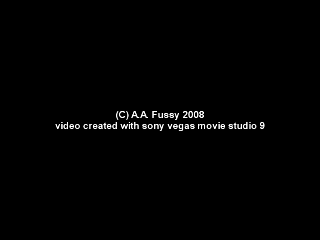 (C) A.A. Fussy 2008
video created with sony vegas movie studio 9